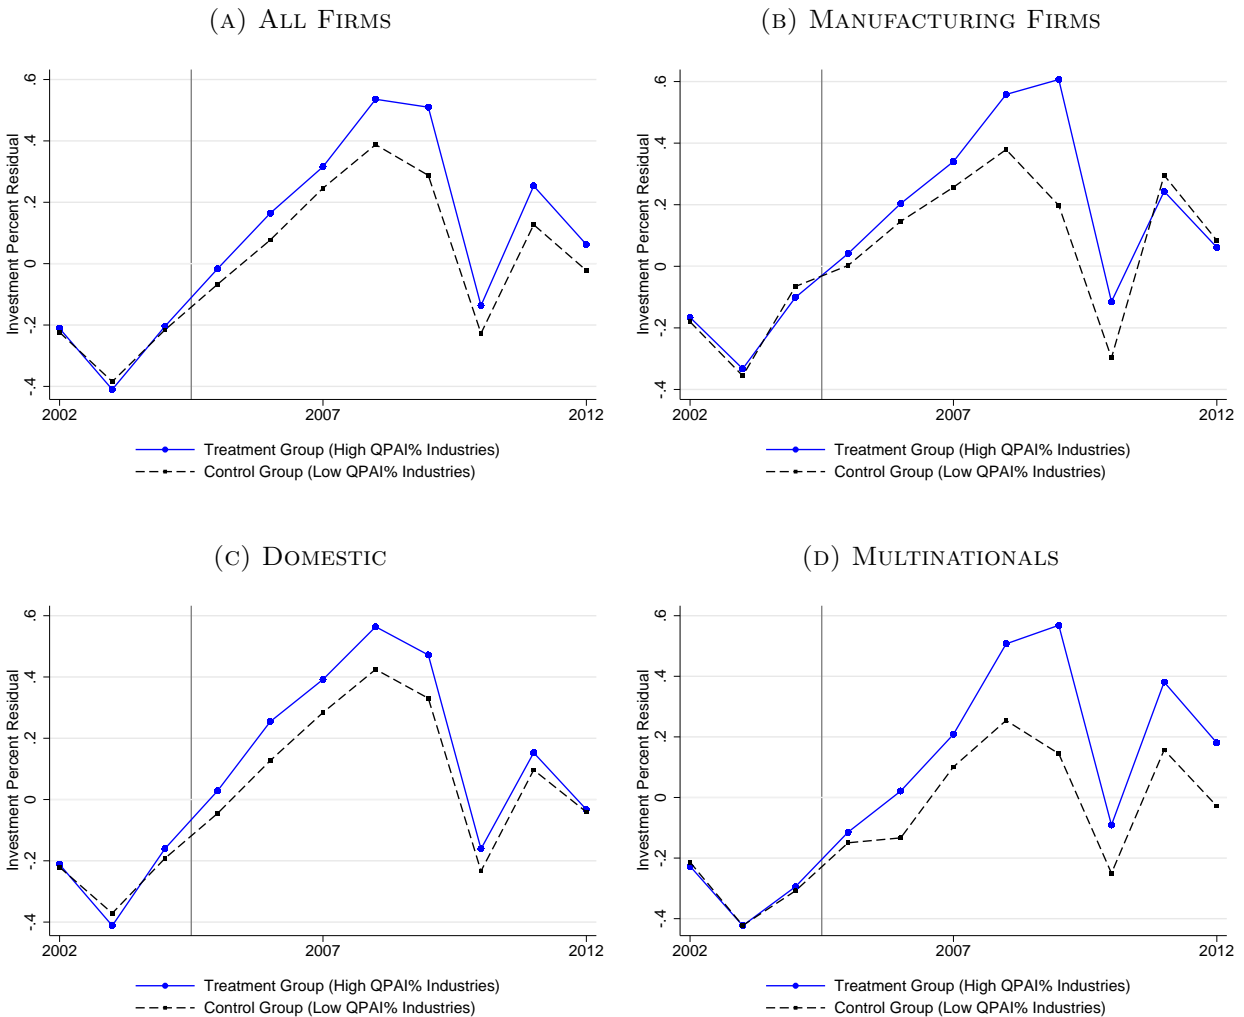 (A) ALL FIRMS
Investment Percent Residual
.6
.4
.2
0
-.2
-.4
2002 2007 2012
Treatment Group (High QPAI% Industries)
Control Group (Low QPAI% Industries)
(B) MANUFACTURING FIRMS
Investment Percent Residual
.6
.4
.2
0
-.2
-.4
2002 2007 2012
Treatment Group (High QPAI% Industries)
Control Group (Low QPAI% Industries)
(C) DOMESTIC
Investment Percent Residual
.6
.4
.2
0
-.2
-.4
2002 2007 2012
Treatment Group (High QPAI% Industries)
Control Group (Low QPAI% Industries)
(D) MULTINATIONALS
Investment Percent Residual
.6
.4
.2
0
-.2
-.4
2002 2007 2012
Treatment Group (High QPAI% Industries)
Control Group (Low QPAI% Industries)